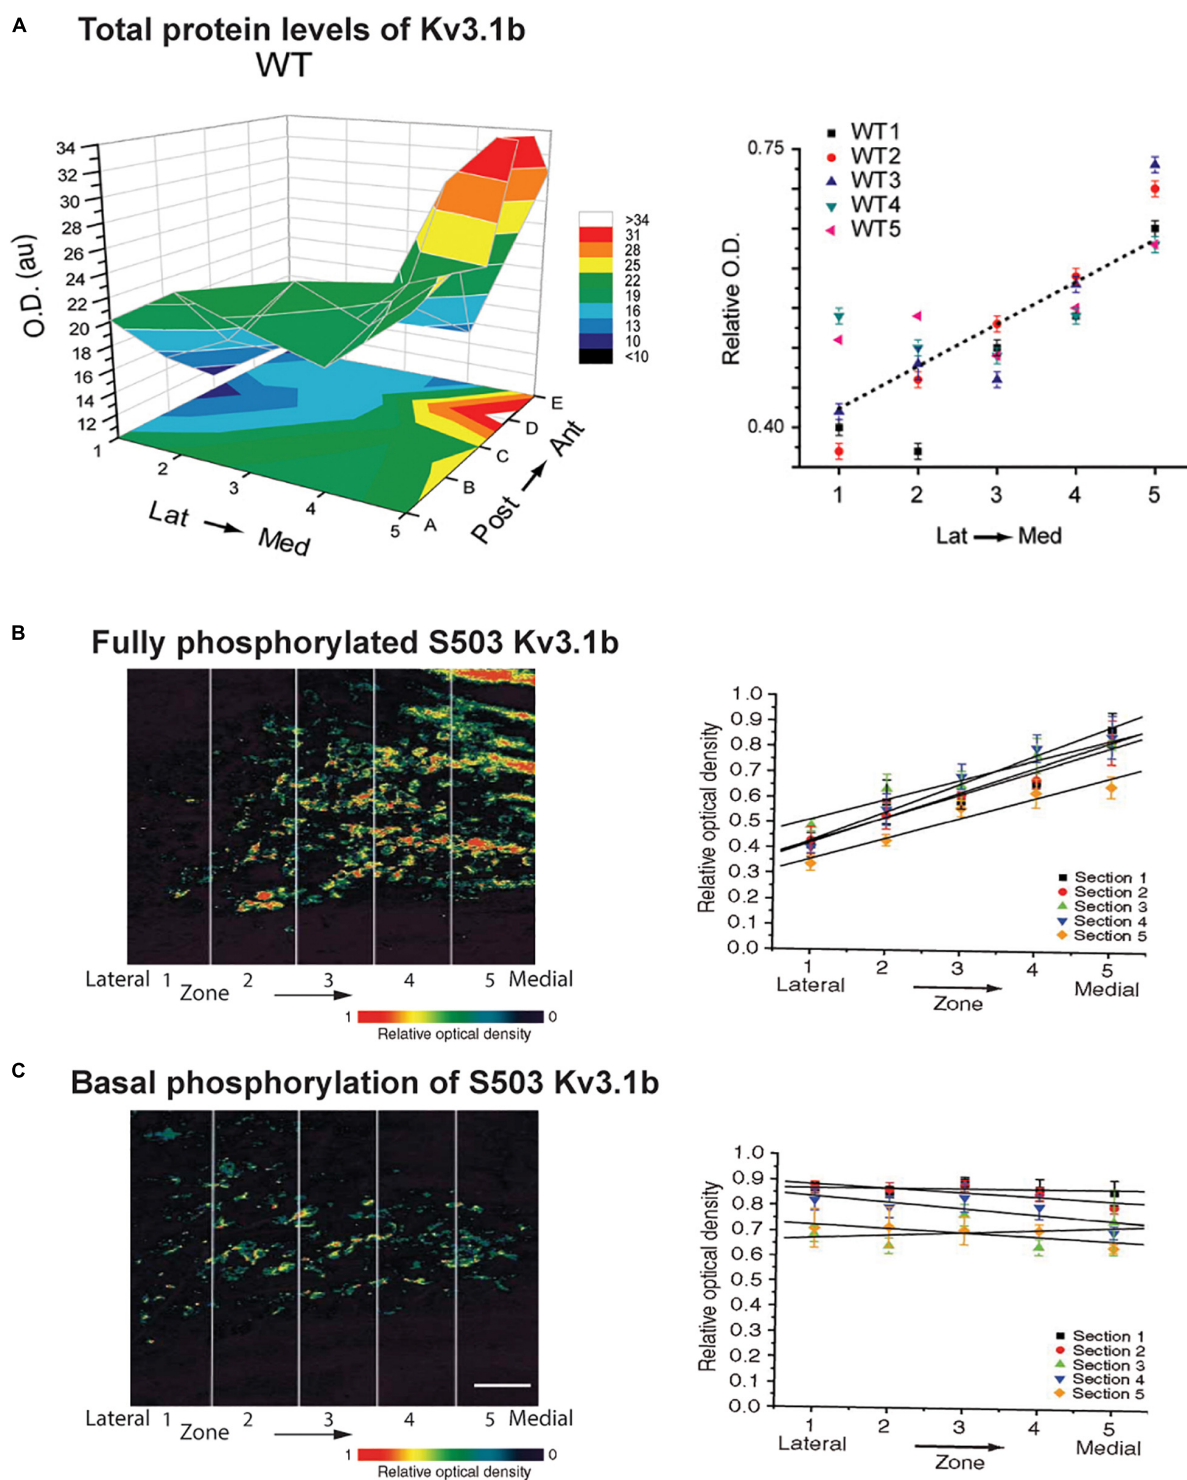 A
Total protein levels of Kv3.1b
WT
O.D. (au)
34
32
30
28
26
24
22
20
18
16
14
12
1
2
3
4
5
Lat → Med
A
B
C
D
E
Post → Ant
>34
31
28
25
22
19
16
13
10
<10
WT1
WT2
WT3
WT4
WT5
Relative O.D.
0.75
0.40
1 2 3 4 5
Lat → Med
B
Fully phosphorylated S503 Kv3.1b
Lateral 1 2 3 4 5 Medial
Zone
1 0
Relative optical density
Relative optical density
1.0
0.9
0.8
0.7
0.6
0.5
0.4
0.3
0.2
0.1
0.0
Section 1
Section 2
Section 3
Section 4
Section 5
1 2 3 4 5
Lateral Medial
Zone
C
Basal phosphorylation of S503 Kv3.1b
Lateral 1 2 3 4 5 Medial
Zone
1 0
Relative optical density
Relative optical density
1.0
0.9
0.8
0.7
0.6
0.5
0.4
0.3
0.2
0.1
0.0
Section 1
Section 2
Section 3
Section 4
Section 5
1 2 3 4 5
Lateral Medial
Zone